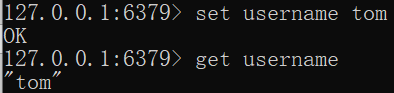 127.0.0.1:6379> set username tom
OK
127.0.0.1:6379> get username
"tom"